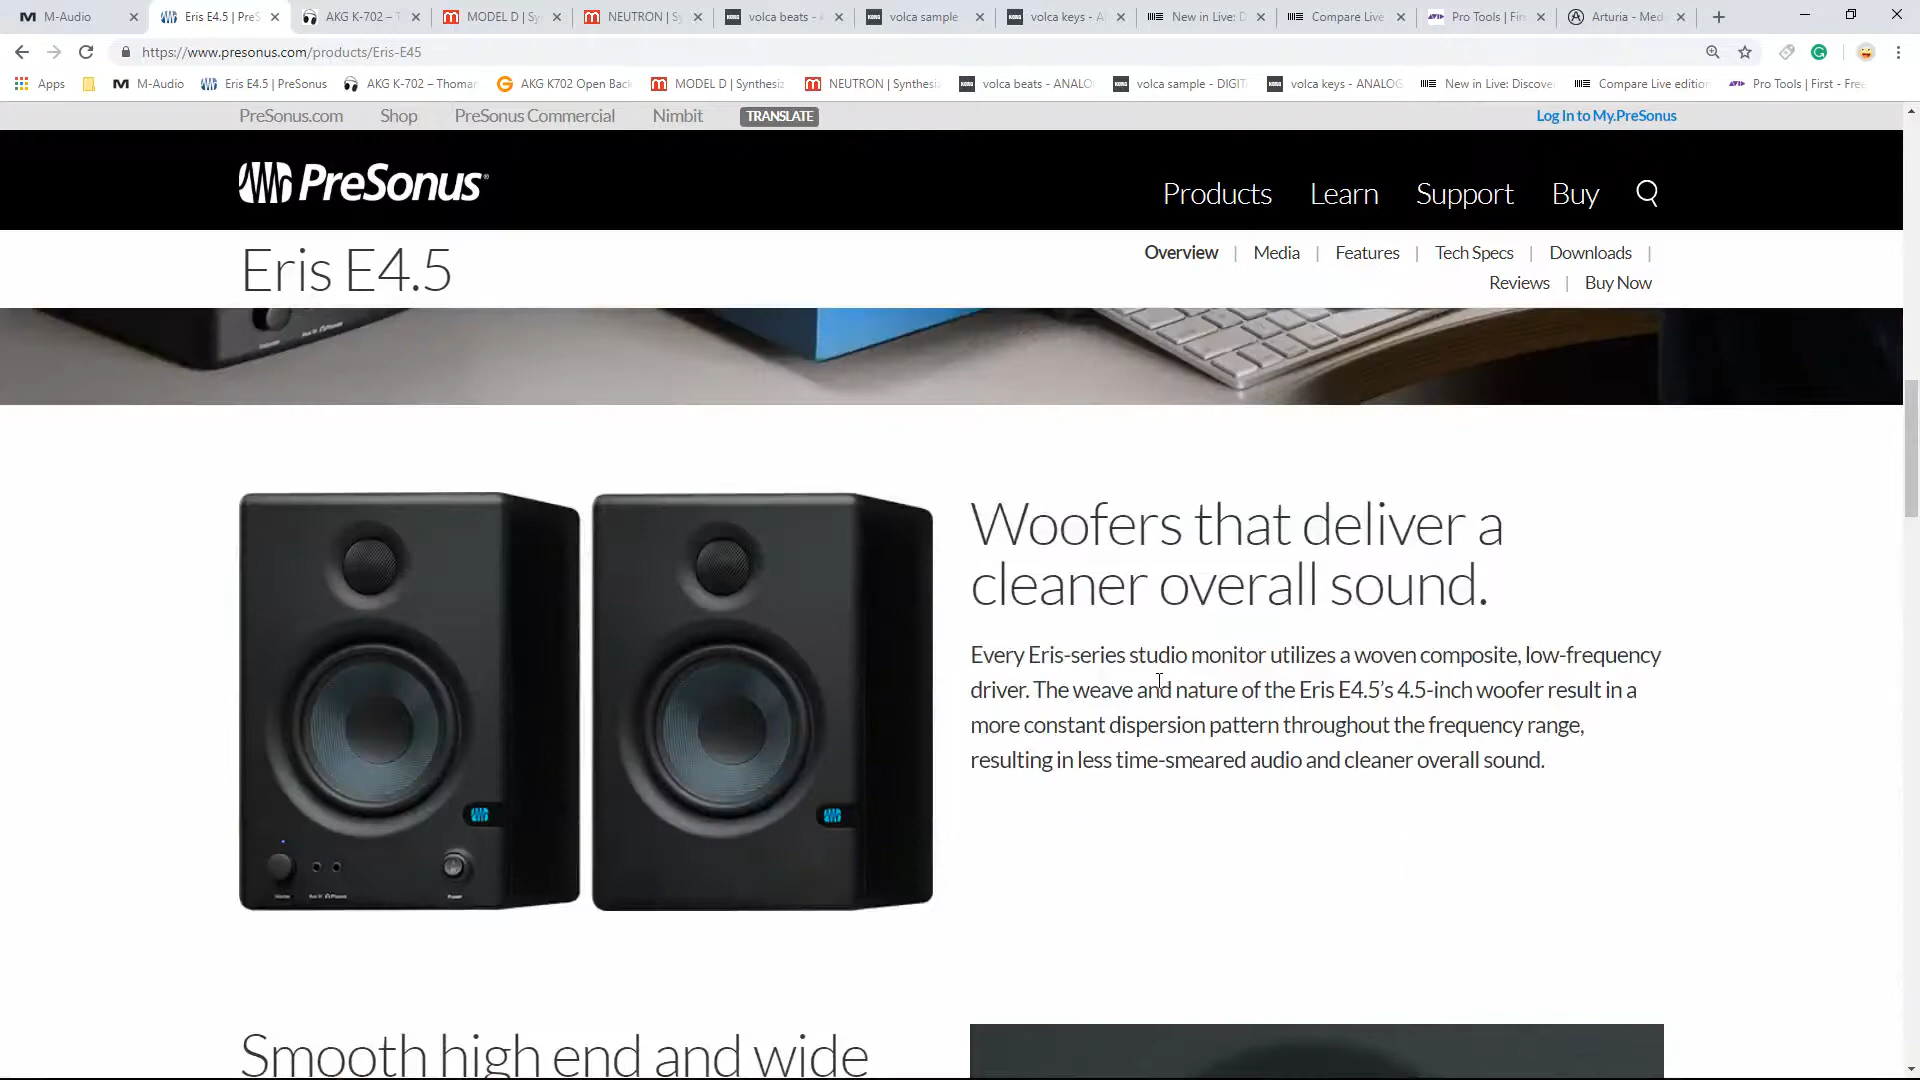 M-Audio
Eris E4.5 | PreS
AKG K-702 – T
MODEL D | Sy
NEUTRON | Sy
volca beats - 
volca sample
volca keys - A
New in Live: D
Compare Live
Pro Tools | Firs
Arturia - Med
https://www.presonus.com/products/Eris-E45
Apps
M-Audio
Eris E4.5 | PreSonus
AKG K-702 – Thoman
AKG K702 Open Back
MODEL D | Synthesiz
NEUTRON | Synthesi
volca beats - ANALO
volca sample - DIGIT
volca keys - ANALOG
New in Live: Discove
Compare Live edition
Pro Tools | First - Free
PreSonus.com
Shop
PreSonus Commercial
Nimbit
TRANSLATE
Log In to My.PreSonus
PreSonus
Products
Learn
Support
Buy
Eris E4.5
Overview | Media | Features | Tech Specs | Downloads |
Reviews | Buy Now
Woofers that deliver a
cleaner overall sound.
Every Eris-series studio monitor utilizes a woven composite, low-frequency
driver. The weave and nature of the Eris E4.5’s 4.5-inch woofer result in a
more constant dispersion pattern throughout the frequency range,
resulting in less time-smeared audio and cleaner overall sound.
Power
Smooth high end and wide